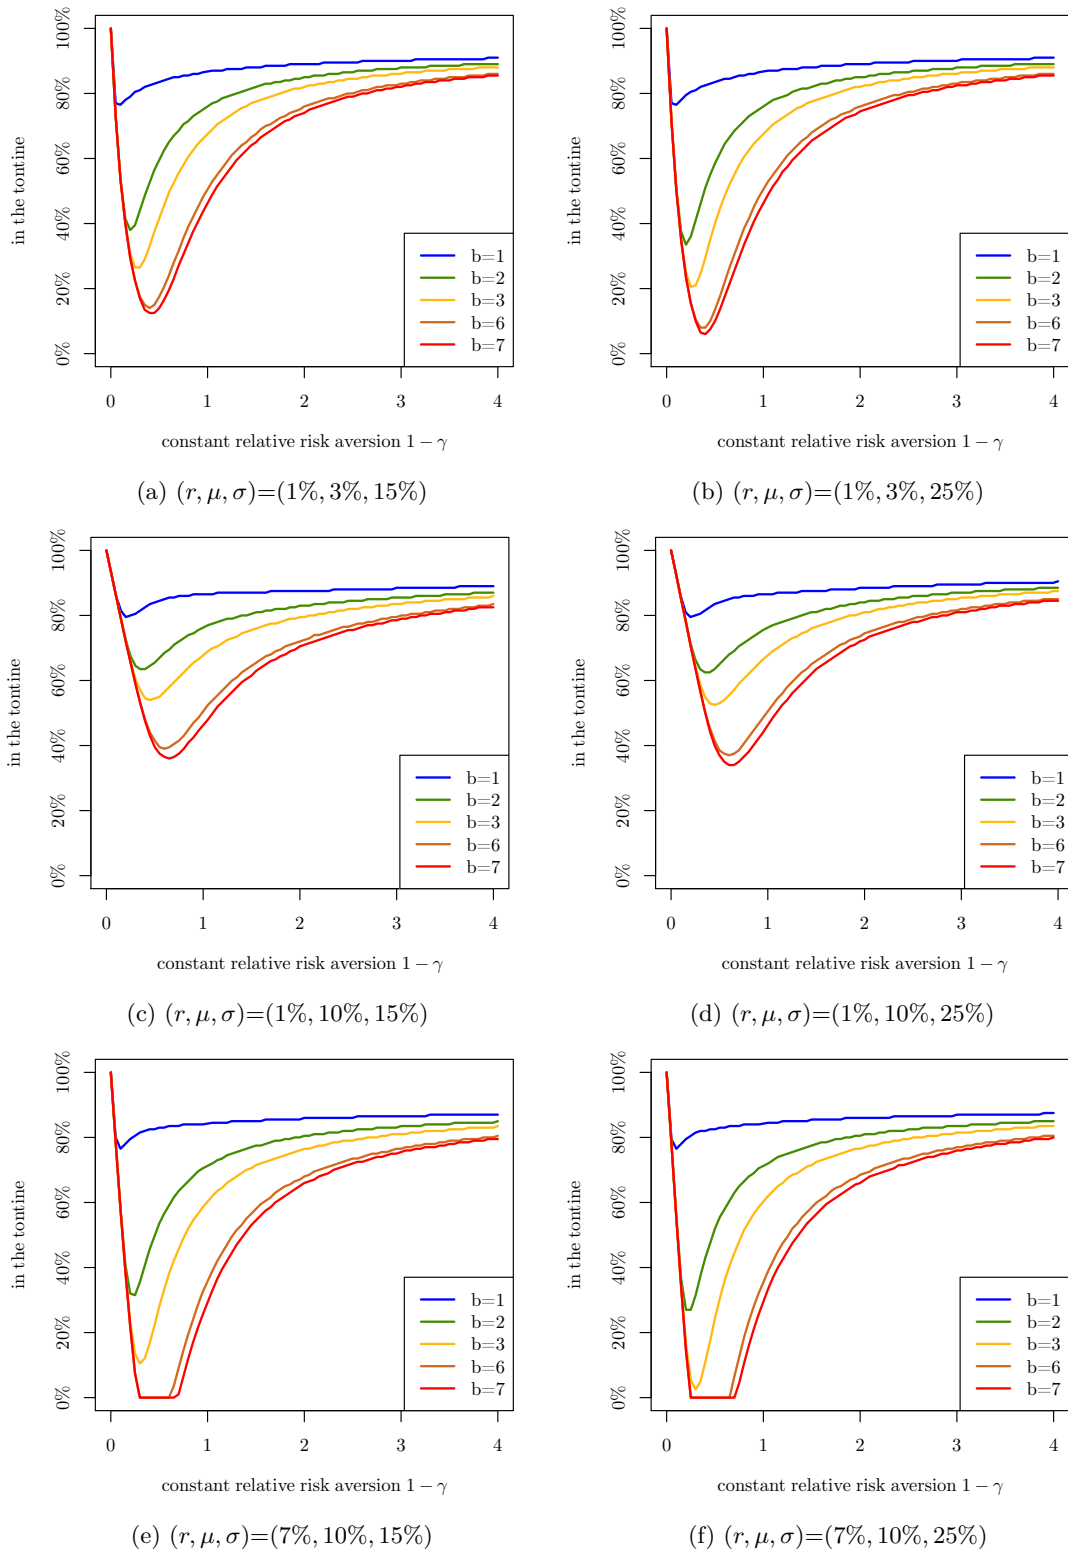 in the tontine
100%
80%
60%
40%
20%
0%
0 1 2 3 4
b=1
b=2
b=3
b=6
b=7
constant relative risk aversion 1 − γ
(a) (r, μ, σ)=(1%, 3%, 15%)
in the tontine
100%
80%
60%
40%
20%
0%
0 1 2 3 4
b=1
b=2
b=3
b=6
b=7
constant relative risk aversion 1 − γ
(b) (r, μ, σ)=(1%, 3%, 25%)
in the tontine
100%
80%
60%
40%
20%
0%
0 1 2 3 4
b=1
b=2
b=3
b=6
b=7
constant relative risk aversion 1 − γ
(c) (r, μ, σ)=(1%, 10%, 15%)
in the tontine
100%
80%
60%
40%
20%
0%
0 1 2 3 4
b=1
b=2
b=3
b=6
b=7
constant relative risk aversion 1 − γ
(d) (r, μ, σ)=(1%, 10%, 25%)
in the tontine
100%
80%
60%
40%
20%
0%
0 1 2 3 4
b=1
b=2
b=3
b=6
b=7
constant relative risk aversion 1 − γ
(e) (r, μ, σ)=(7%, 10%, 15%)
in the tontine
100%
80%
60%
40%
20%
0%
0 1 2 3 4
b=1
b=2
b=3
b=6
b=7
constant relative risk aversion 1 − γ
(f) (r, μ, σ)=(7%, 10%, 25%)